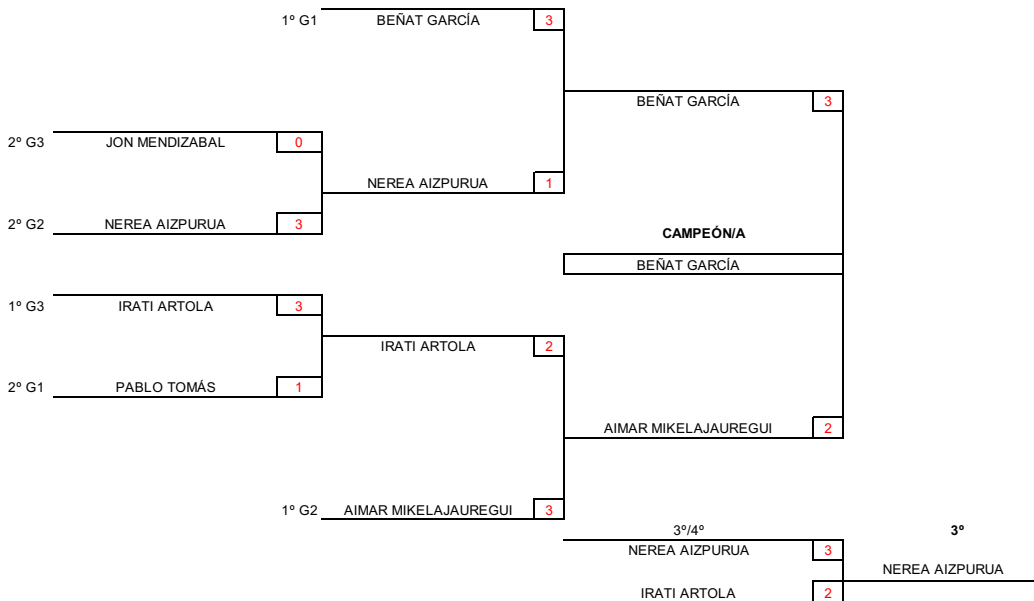 1º G1 BEÑAT GARCÍA 3
BEÑAT GARCÍA 3
2º G3 JON MENDIZABAL 0
NEREA AIZPURUA 1
2º G2 NEREA AIZPURUA 3
CAMPEÓN/A
BEÑAT GARCÍA
1º G3 IRATI ARTOLA 3
IRATI ARTOLA 2
2º G1 PABLO TOMÁS 1
AIMAR MIKELAJAUREGUI 2
1º G2 AIMAR MIKELAJAUREGUI 3
3º/4º 3º
NEREA AIZPURUA 3
NEREA AIZPURUA
IRATI ARTOLA 2